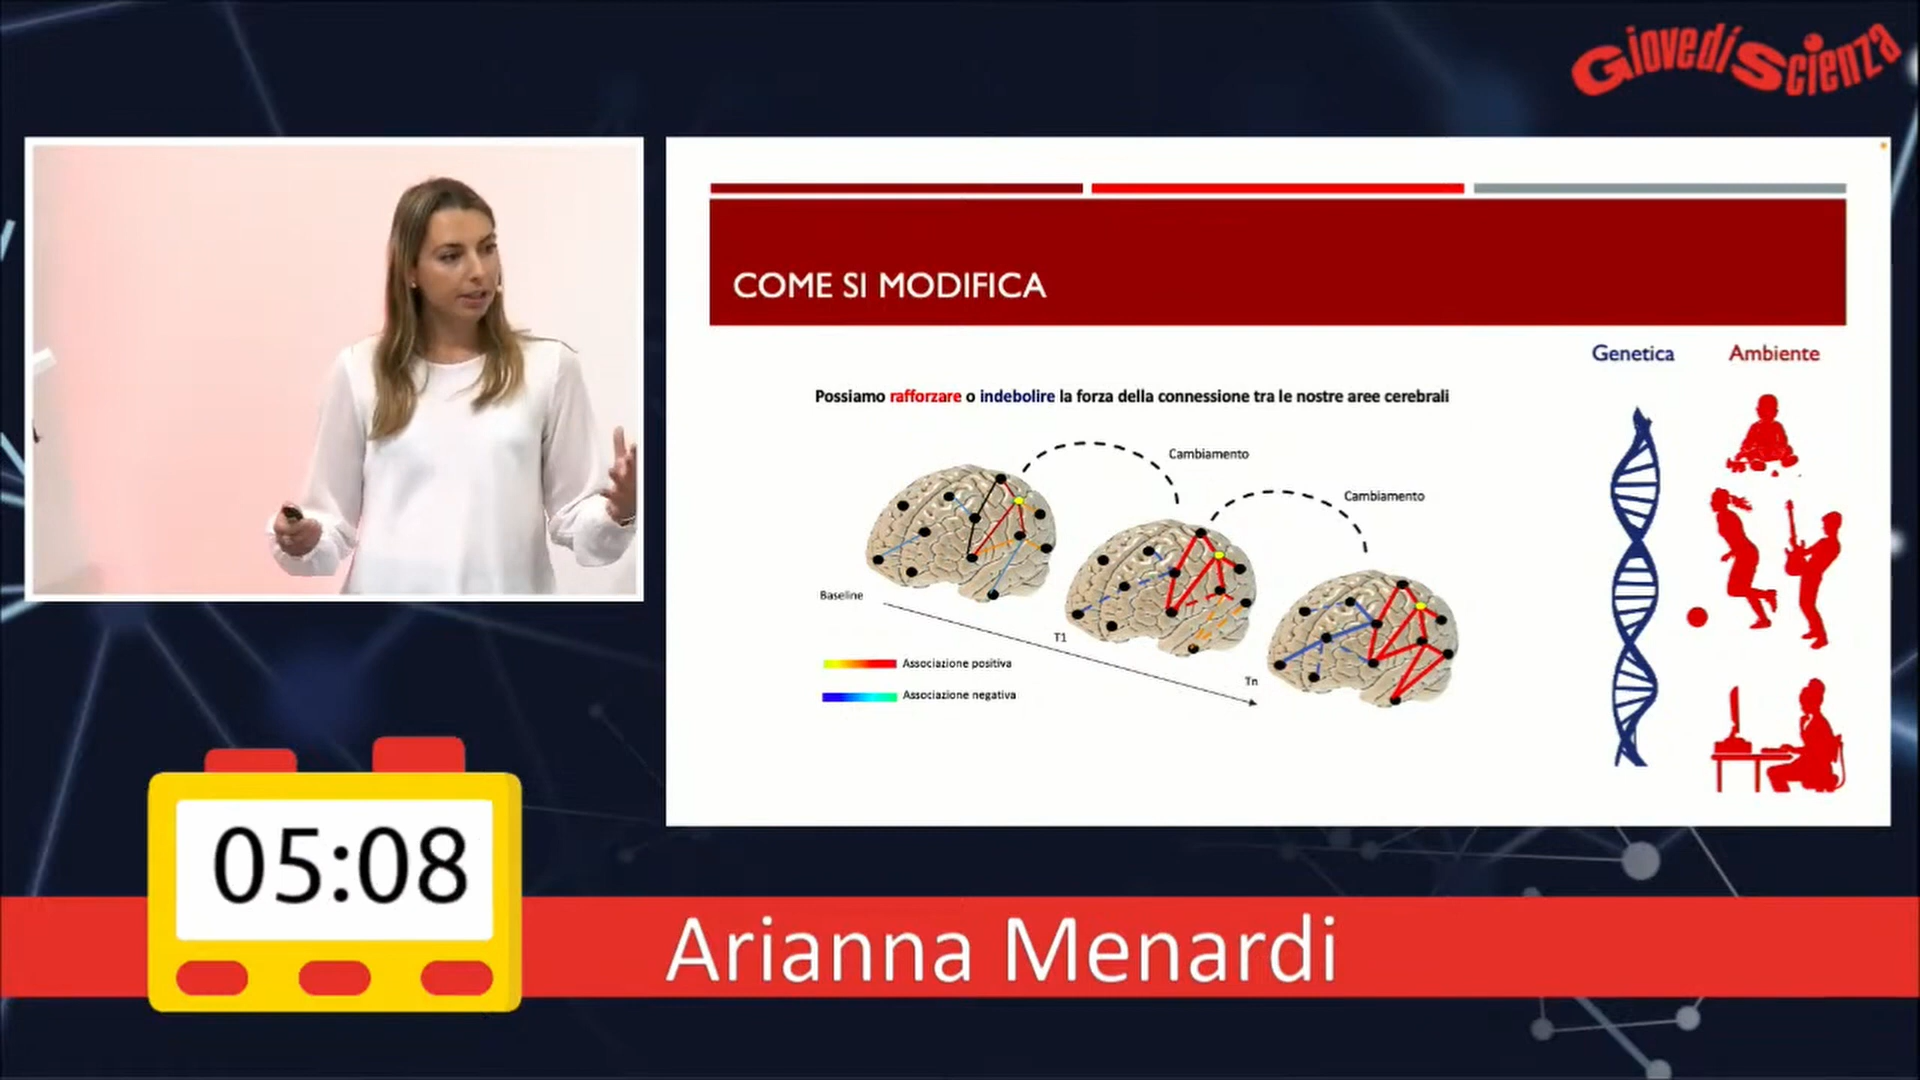 GiovedíScienza
COME SI MODIFICA
Genetica
Ambiente
Possiamo rafforzare o indebolire la forza della connessione tra le nostre aree cerebrali
Cambiamento
Cambiamento
Baseline
T1
Tn
Associazione positiva
Associazione negativa
05:08
Arianna Menardi